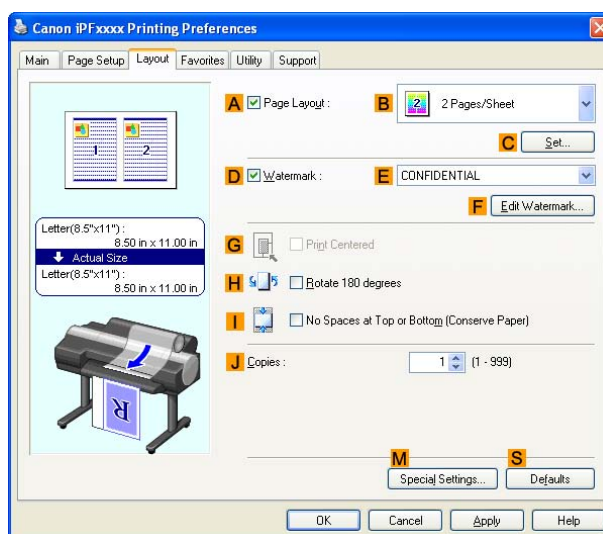 Canon iPFxxxx Printing Preferences
Main Page Setup Layout Favorites Utility Support
A Page Layout : B 2 2 Pages/Sheet
1 2
C Set...
D Watermark : E CONFIDENTIAL
F Edit Watermark...
Letter(8.5"x11") :
8.50 in x 11.00 in
Actual Size
Letter(8.5"x11") :
8.50 in x 11.00 in
G Print Centered
H Rotate 180 degrees
I No Spaces at Top or Bottom (Conserve Paper)
J Copies : 1 (1 - 999)
R
M S
Special Settings... Defaults
OK Cancel Apply Help